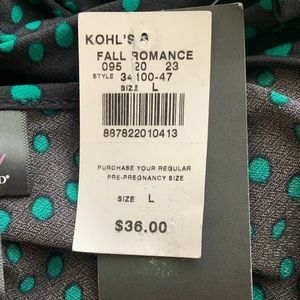 KOHL'S
FALL ROMANCE
095 20 23
STYLE 34100-47
SIZE L
887822010413
PURCHASE YOUR REGULAR
PRE-PREGNANCY SIZE
SIZE L
$36.00